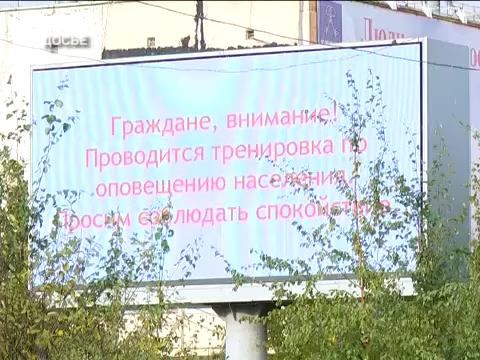 ДОСЬЕ
Граждане, внимание!
Проводится тренировка по
оповещению населения.
Просим соблюдать спокойствие.